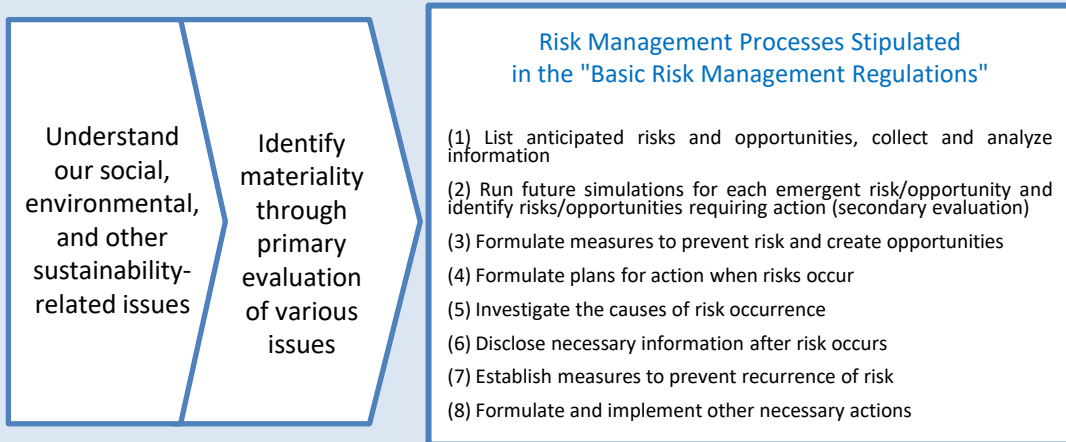 Understand
our social,
environmental,
and other
sustainability-
related issues
Identify
materiality
through
primary
evaluation
of various
issues
Risk Management Processes Stipulated
in the "Basic Risk Management Regulations"
(1) List anticipated risks and opportunities, collect and analyze
information
(2) Run future simulations for each emergent risk/opportunity and
identify risks/opportunities requiring action (secondary evaluation)
(3) Formulate measures to prevent risk and create opportunities
(4) Formulate plans for action when risks occur
(5) Investigate the causes of risk occurrence
(6) Disclose necessary information after risk occurs
(7) Establish measures to prevent recurrence of risk
(8) Formulate and implement other necessary actions